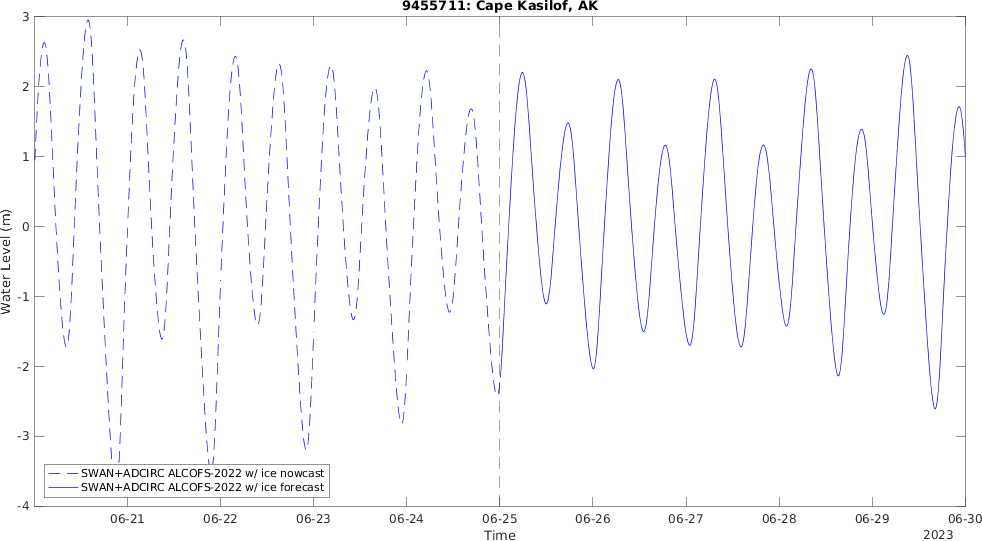 9455711: Cape Kasilof, AK
3
2
1
0
-1
-2
-3
-4
Water Level (m)
SWAN+ADCIRC ALCOFS-2022 w/ ice nowcast
SWAN+ADCIRC ALCOFS-2022 w/ ice forecast
06-21 06-22 06-23 06-24 06-25 06-26 06-27 06-28 06-29 06-30
Time
2023